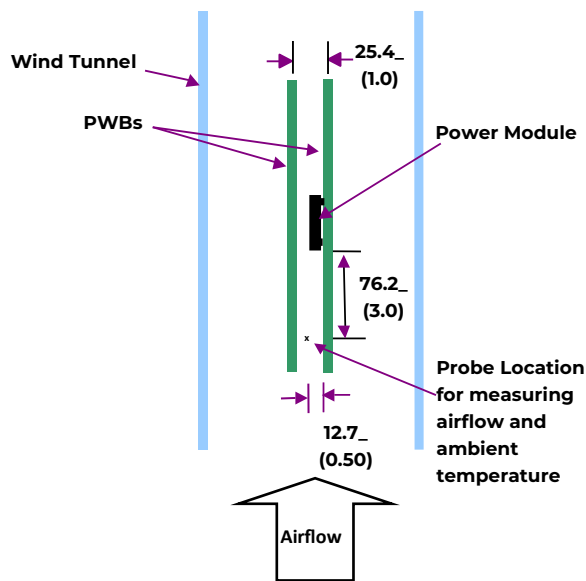 25.4_
(1.0)
Wind Tunnel
PWBs
Power Module
76.2_
(3.0)
x
Probe Location
for measuring
airflow and
ambient
temperature
12.7_
(0.50)
Airflow